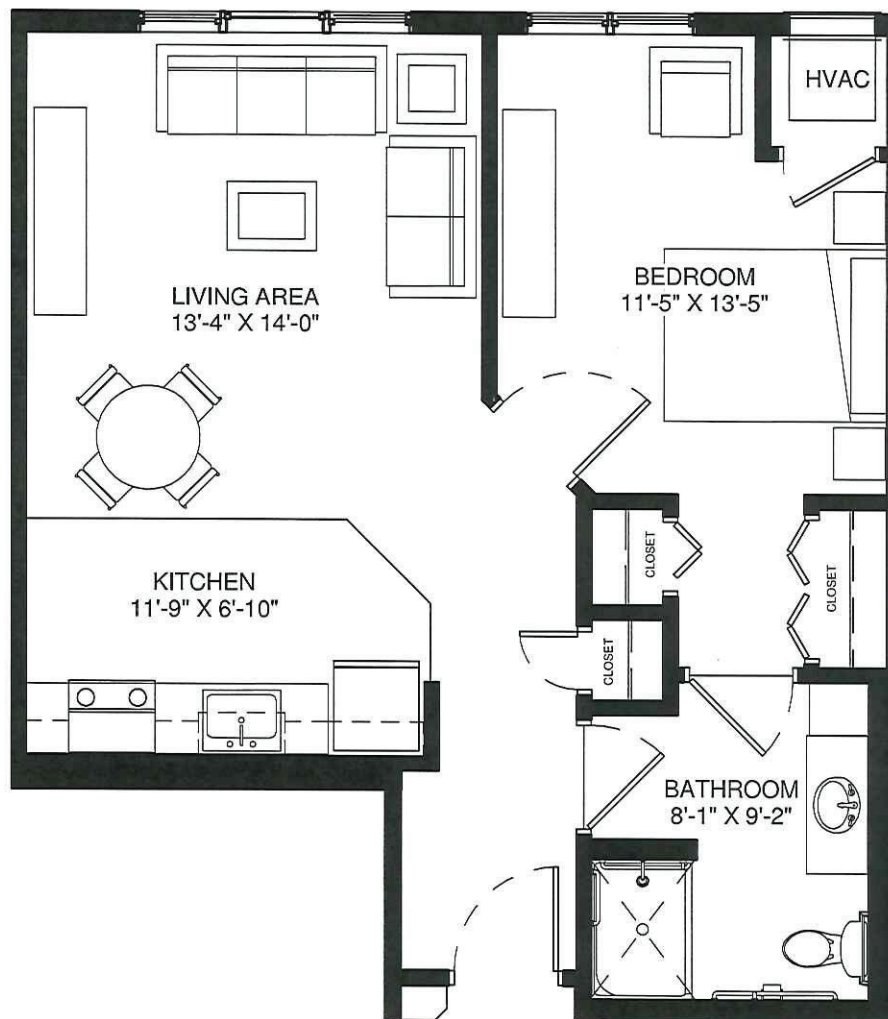 HVAC
BEDROOM
11'-5" X 13'-5"
LIVING AREA
13'-4" X 14'-0"
CLOSET
CLOSET
KITCHEN
11'-9" X 6'-10"
CLOSET
BATHROOM
8'-1" X 9'-2"